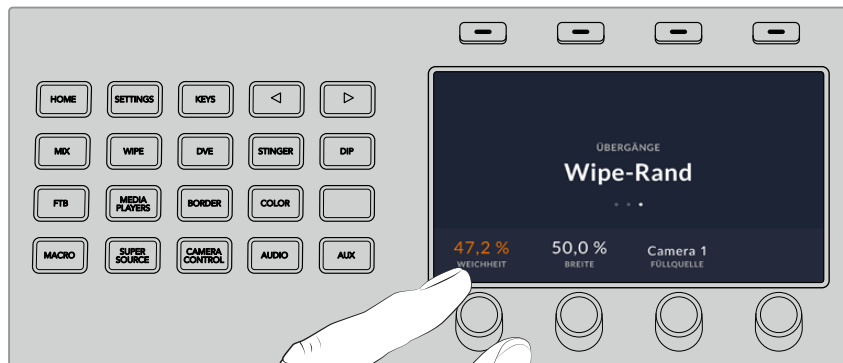 HOME SETTINGS KEYS
MIX WIPE DVE STINGER DIP
FTB MEDIA PLAYERS BORDER COLOR
MACRO SUPER SOURCE CAMERA CONTROL AUDIO AUX
ÜBERGÄNGE
Wipe-Rand
47,2 % 50,0 % Camera 1
WEICHHEIT BREITE FÜLLQUELLE